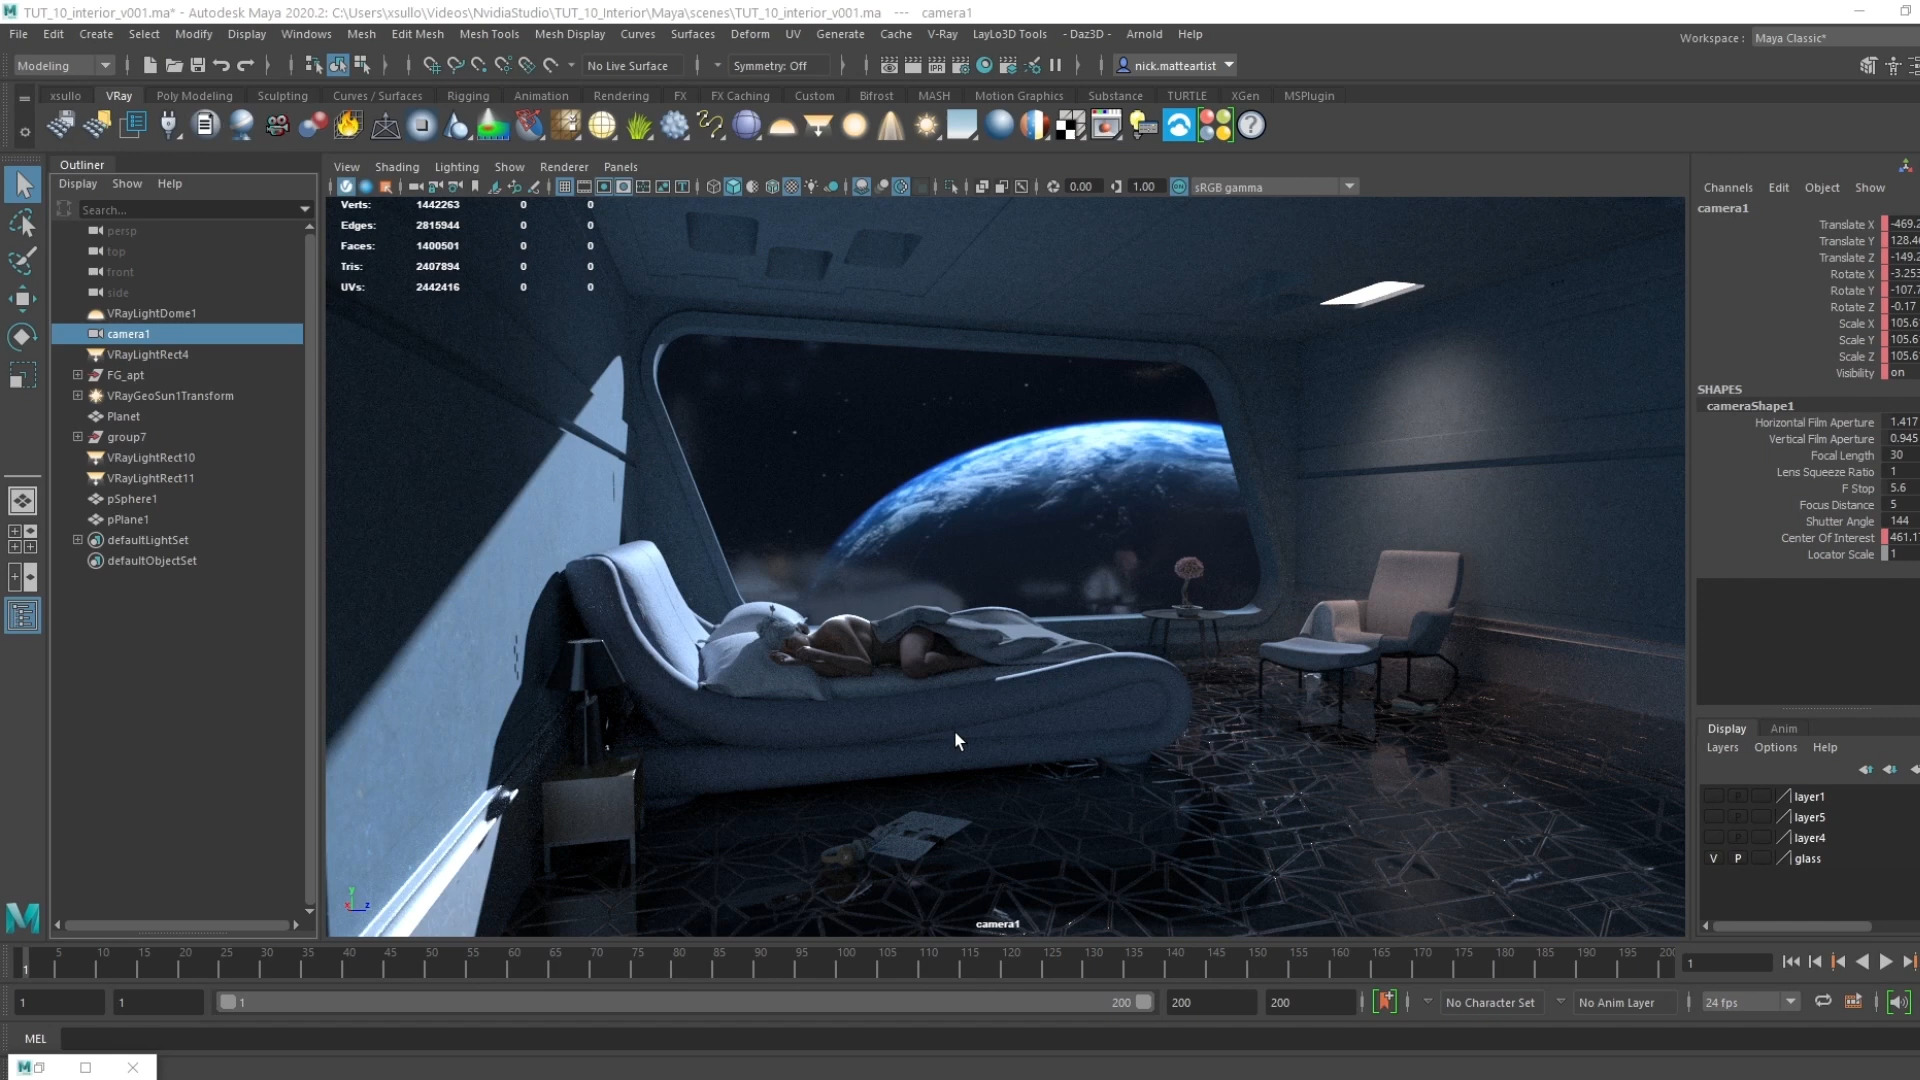 TUT_10_interior_v001.ma* - Autodesk Maya 2020.2: C:\Users\xsullo\Videos\NvidiaStudio\TUT_10_Interior\Maya\scenes\TUT_10_interior_v001.ma --- camera1
File Edit Create Select Modify Display Windows Mesh Edit Mesh Mesh Tools Mesh Display Curves Surfaces Deform UV Generate Cache V-Ray LayLo3D Tools - Daz3D - Arnold Help
Workspace : Maya Classic*
Modeling No Live Surface Symmetry: Off nick.matteartist
xsullo VRay Poly Modeling Sculpting Curves / Surfaces Rigging Animation Rendering FX FX Caching Custom Bifrost MASH Motion Graphics Substance TURTLE XGen MSPlugin
Outliner
Display Show Help
Search...
persp
top
front
side
VRayLightDome1
camera1
VRayLightRect4
FG_apt
VRayGeoSun1Transform
Planet
group7
VRayLightRect10
VRayLightRect11
pSphere1
pPlane1
defaultLightSet
defaultObjectSet
View Shading Lighting Show Renderer Panels
0.00 1.00 sRGB gamma
Verts: 1442263 0 0
Edges: 2815944 0 0
Faces: 1400501 0 0
Tris: 2407894 0 0
UVs: 2442416 0 0
y
x z
camera1
Channels Edit Object Show
camera1
Translate X -469.2
Translate Y 128.4
Translate Z -149.2
Rotate X -3.253
Rotate Y -107.7
Rotate Z -0.17
Scale X 105.6
Scale Y 105.6
Scale Z 105.6
Visibility on
SHAPES
cameraShape1
Horizontal Film Aperture 1.417
Vertical Film Aperture 0.945
Focal Length 30
Lens Squeeze Ratio 1
F Stop 5.6
Focus Distance 5
Shutter Angle 144
Center Of Interest 461.1
Locator Scale 1
Display Anim
Layers Options Help
P layer1
P layer5
P layer4
V P glass
5 10 15 20 25 30 35 40 45 50 55 60 65 70 75 80 85 90 95 100 105 110 115 120 125 130 135 140 145 150 155 160 165 170 175 180 185 190 195 200
1 1
1 1 1 200 200 200 No Character Set No Anim Layer 24 fps
MEL